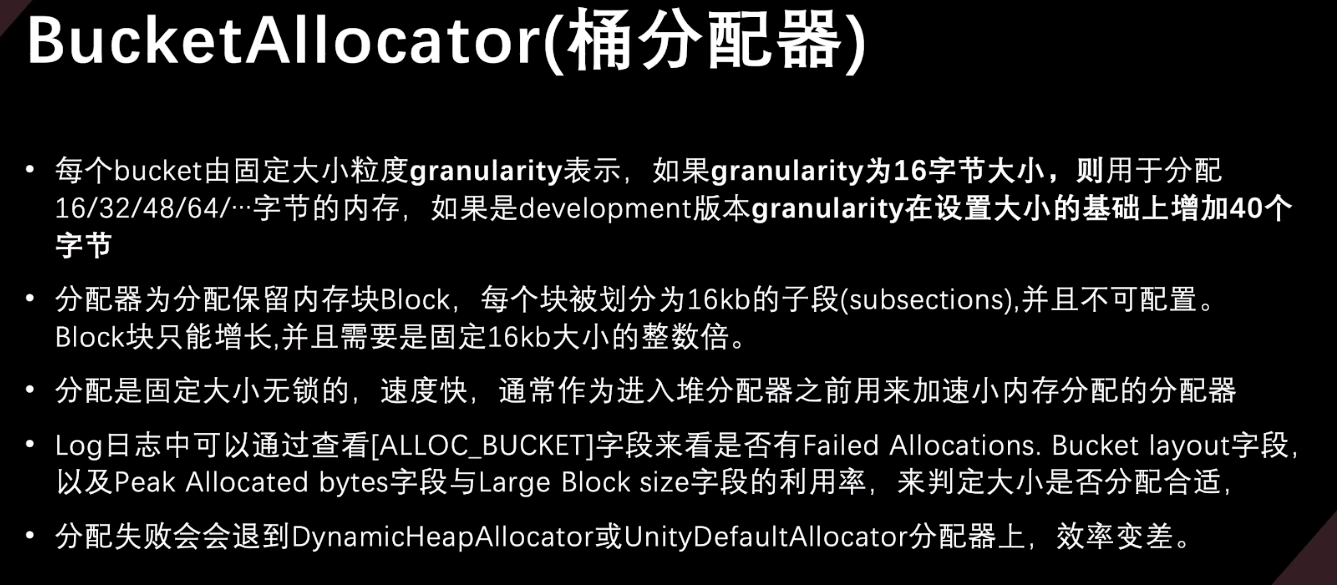 BucketAllocator(桶分配器)
• 每个bucket由固定大小粒度granularity表示，如果granularity为16字节大小，则用于分配
16/32/48/64/…字节的内存，如果是development版本granularity在设置大小的基础上增加40个
字节
• 分配器为分配保留内存块Block，每个块被划分为16kb的子段(subsections),并且不可配置。
Block块只能增长,并且需要是固定16kb大小的整数倍。
• 分配是固定大小无锁的，速度快，通常作为进入堆分配器之前用来加速小内存分配的分配器
• Log日志中可以通过查看[ALLOC_BUCKET]字段来看是否有Failed Allocations. Bucket layout字段，
以及Peak Allocated bytes字段与Large Block size字段的利用率，来判定大小是否分配合适，
• 分配失败会会退到DynamicHeapAllocator或UnityDefaultAllocator分配器上，效率变差。